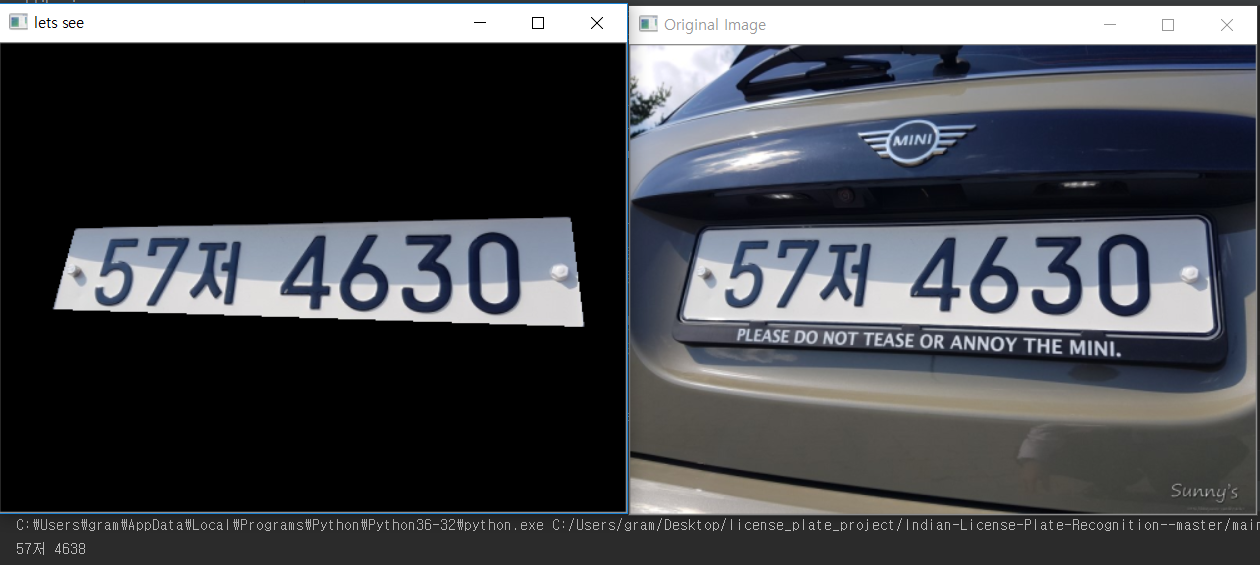 lets see
Original Image
57저 4630
MINI
57저 4630
PLEASE DO NOT TEASE OR ANNOY THE MINI.
Sunny's
C:₩Users₩gram₩AppData₩Local₩Programs₩Python₩Python36-32₩python.exe C:/Users/gram/Desktop/license_plate_project/Indian-License-Plate-Recognition--master/mai
57저 4638